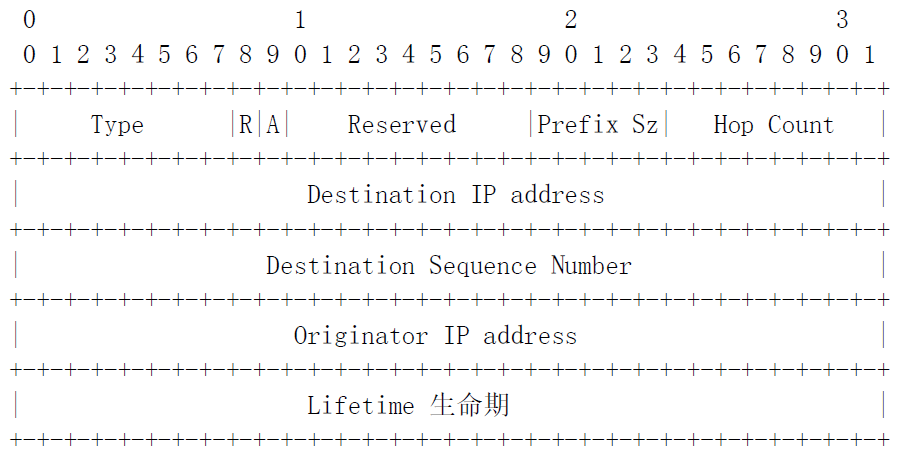 0                   1                   2                   3
 0 1 2 3 4 5 6 7 8 9 0 1 2 3 4 5 6 7 8 9 0 1 2 3 4 5 6 7 8 9 0 1
+-+-+-+-+-+-+-+-+-+-+-+-+-+-+-+-+-+-+-+-+-+-+-+-+-+-+-+-+-+-+-+-+
|     Type      |R|A|    Reserved     |Prefix Sz|   Hop Count   |
+-+-+-+-+-+-+-+-+-+-+-+-+-+-+-+-+-+-+-+-+-+-+-+-+-+-+-+-+-+-+-+-+
|                     Destination IP address                    |
+-+-+-+-+-+-+-+-+-+-+-+-+-+-+-+-+-+-+-+-+-+-+-+-+-+-+-+-+-+-+-+-+
|                  Destination Sequence Number                  |
+-+-+-+-+-+-+-+-+-+-+-+-+-+-+-+-+-+-+-+-+-+-+-+-+-+-+-+-+-+-+-+-+
|                    Originator IP address                      |
+-+-+-+-+-+-+-+-+-+-+-+-+-+-+-+-+-+-+-+-+-+-+-+-+-+-+-+-+-+-+-+-+
|                     Lifetime 生命期                           |
+-+-+-+-+-+-+-+-+-+-+-+-+-+-+-+-+-+-+-+-+-+-+-+-+-+-+-+-+-+-+-+-+